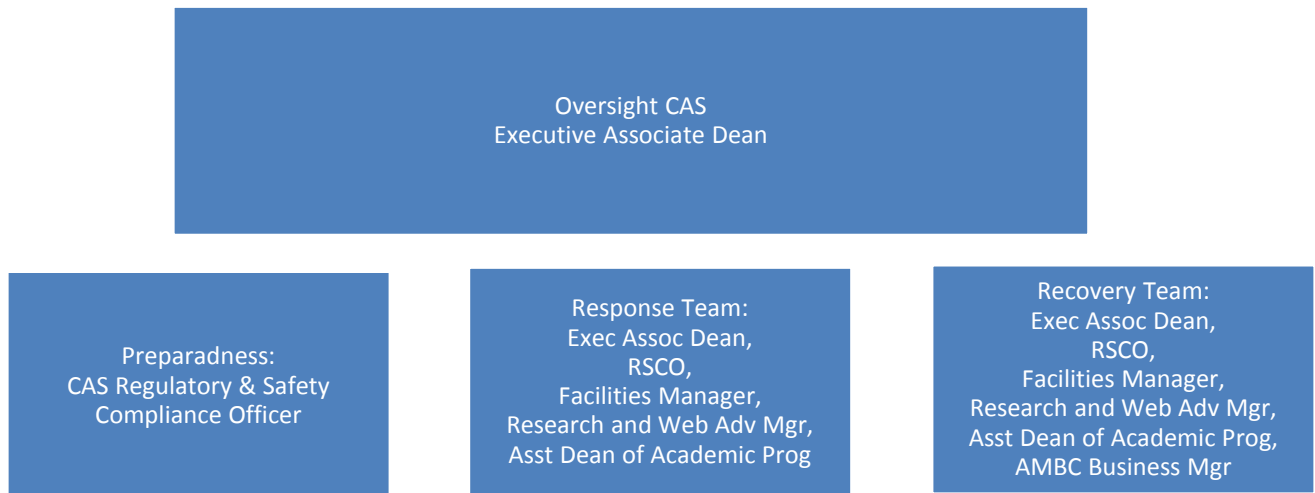 Oversight CAS
Executive Associate Dean
Preparadness:
CAS Regulatory & Safety
Compliance Officer
Response Team:
Exec Assoc Dean,
RSCO,
Facilities Manager,
Research and Web Adv Mgr,
Asst Dean of Academic Prog
Recovery Team:
Exec Assoc Dean,
RSCO,
Facilities Manager,
Research and Web Adv Mgr,
Asst Dean of Academic Prog,
AMBC Business Mgr